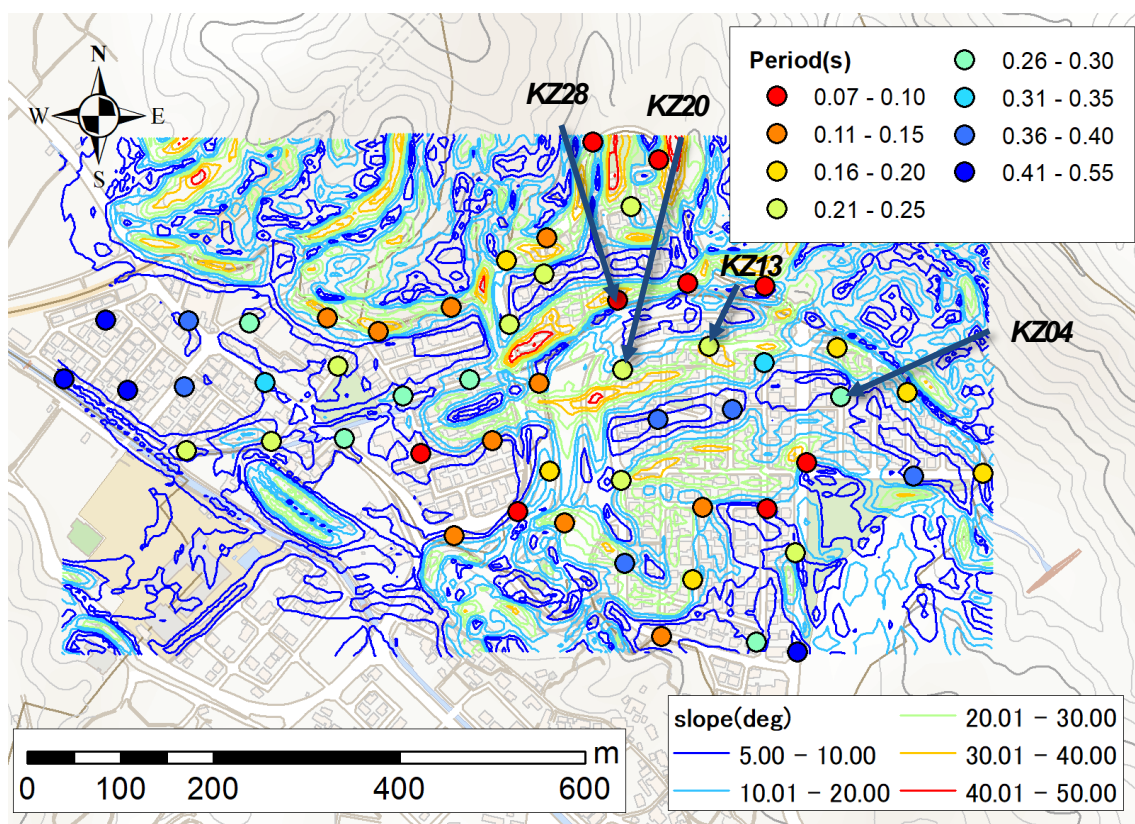 N
W E
S
KZ28
KZ20
KZ13
KZ04
Period(s)
0.07 - 0.10
0.11 - 0.15
0.16 - 0.20
0.21 - 0.25
0.26 - 0.30
0.31 - 0.35
0.36 - 0.40
0.41 - 0.55
m
0 100 200 400 600
slope(deg)
5.00 - 10.00
10.01 - 20.00
20.01 - 30.00
30.01 - 40.00
40.01 - 50.00